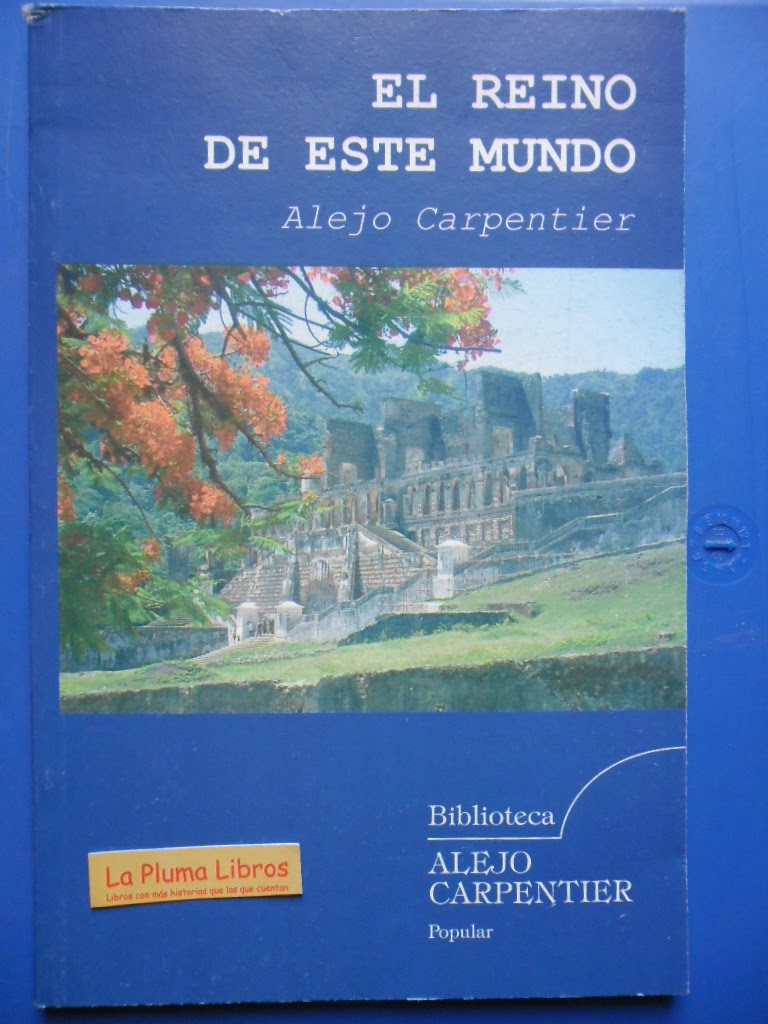 EL REINO
DE ESTE MUNDO
Alejo Carpentier
Biblioteca
ALEJO
CARPENTIER
Popular
La Pluma Libros
Libros con más historias que las que cuentan